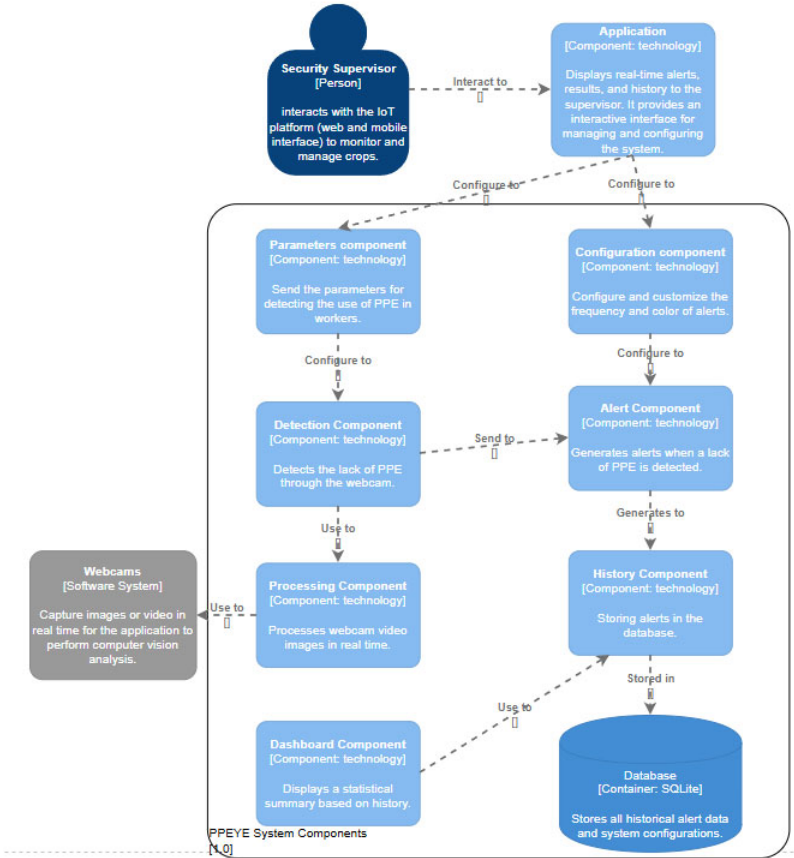 Security Supervisor
[Person]
interacts with the IoT
platform (web and mobile
interface) to monitor and
manage crops.
Interact to
Application
[Component: technology]
Displays real-time alerts,
results, and history to the
supervisor. It provides an
interactive interface for
managing and configuring
the system.
Configure to
Configure to
Parameters component
[Component: technology]
Send the parameters for
detecting the use of PPE in
workers.
Configuration component
[Component: technology]
Configure and customize the
frequency and color of alerts.
Configure to
Configure to
Detection Component
[Component: technology]
Detects the lack of PPE
through the webcam.
Send to
Alert Component
[Component: technology]
Generates alerts when a lack
of PPE is detected.
Use to
Generates to
Webcams
[Software System]
Capture images or video in
real time for the application to
perform computer vision
analysis.
Use to
Processing Component
[Component: technology]
Processes webcam video
images in real time.
History Component
[Component: technology]
Storing alerts in the
database.
Stored in
Use to
Dashboard Component
[Component: technology]
Displays a statistical
summary based on history.
Database
[Container: SQLite]
Stores all historical alert data
and system configurations.
PPEYE System Components
[1.0]